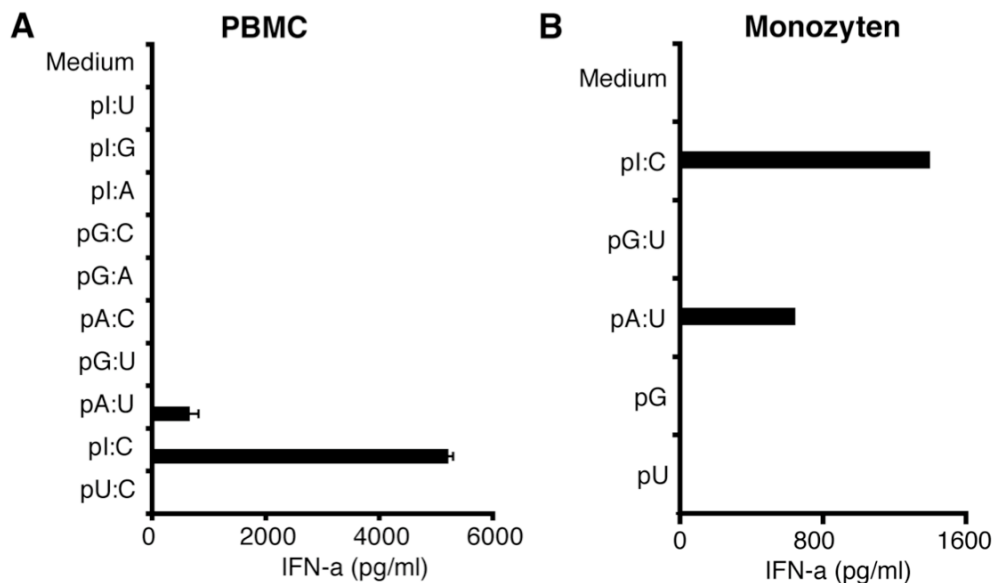 A
PBMC
Medium
pI:U
pI:G
pI:A
pG:C
pG:A
pA:C
pG:U
pA:U
pI:C
pU:C
0 2000 4000 6000
IFN-a (pg/ml)
B
Monozyten
Medium
pI:C
pG:U
pA:U
pG
pU
0 800 1600
IFN-a (pg/ml)